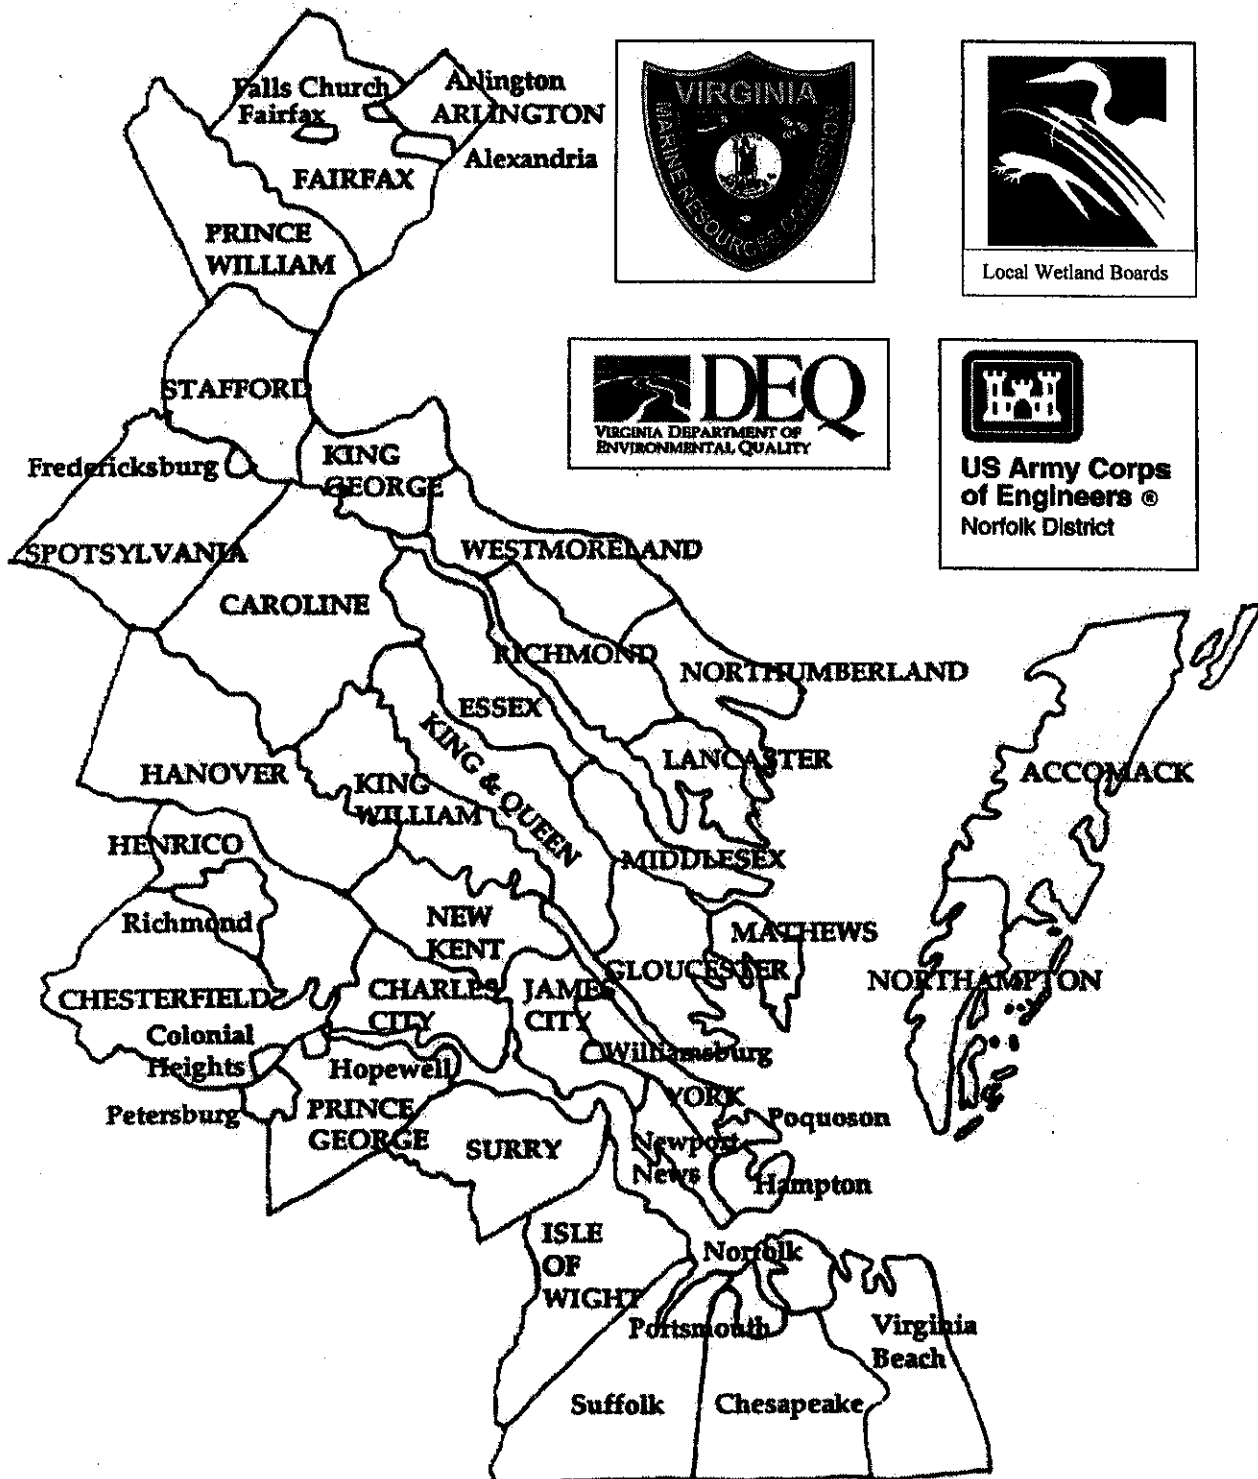 Falls Church
Fairfax
Arlington
ARLINGTON
Alexandria
FAIRFAX
PRINCE
WILLIAM
VIRGINIA
MARINE RESOURCES COMMISSION
Local Wetland Boards
STAFFORD
DEQ
VIRGINIA DEPARTMENT OF
ENVIRONMENTAL QUALITY
US Army Corps
of Engineers ®
Norfolk District
Fredericksburg
KING
GEORGE
SPOTSYLVANIA
WESTMORELAND
CAROLINE
RICHMOND
NORTHUMBERLAND
ESSEX
KING & QUEEN
LANCASTER
HANOVER
KING
WILLIAM
ACCOMACK
HENRICO
MIDDLESEX
Richmond
NEW
KENT
MATHEWS
GLOUCESTER
NORTHAMPTON
CHESTERFIELD
CHARLES
CITY
JAMES
CITY
Colonial
Heights
Hopewell
Williamsburg
Petersburg
PRINCE
GEORGE
YORK
Poquoson
SURRY
Newport
News
Hampton
ISLE
OF
WIGHT
Norfolk
Portsmouth
Virginia
Beach
Suffolk
Chesapeake